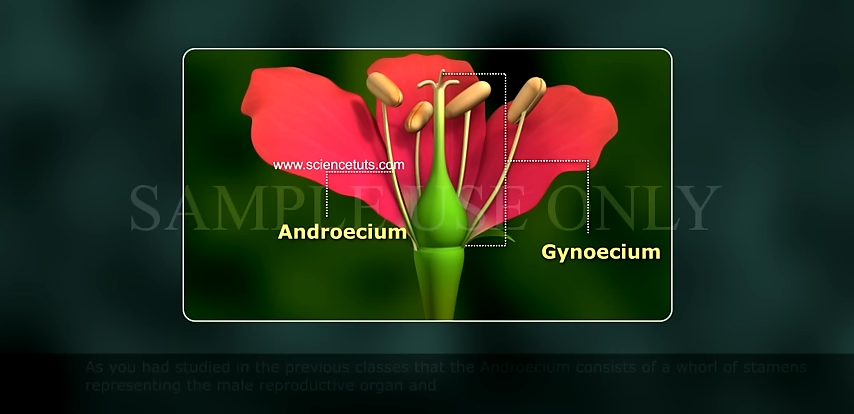 www.sciencetuts.com
SAMPLE USE ONLY
Androecium
Gynoecium
As you had studied in the previous classes that the Androecium consists of a whorl of stamens
representing the male reproductive organ and